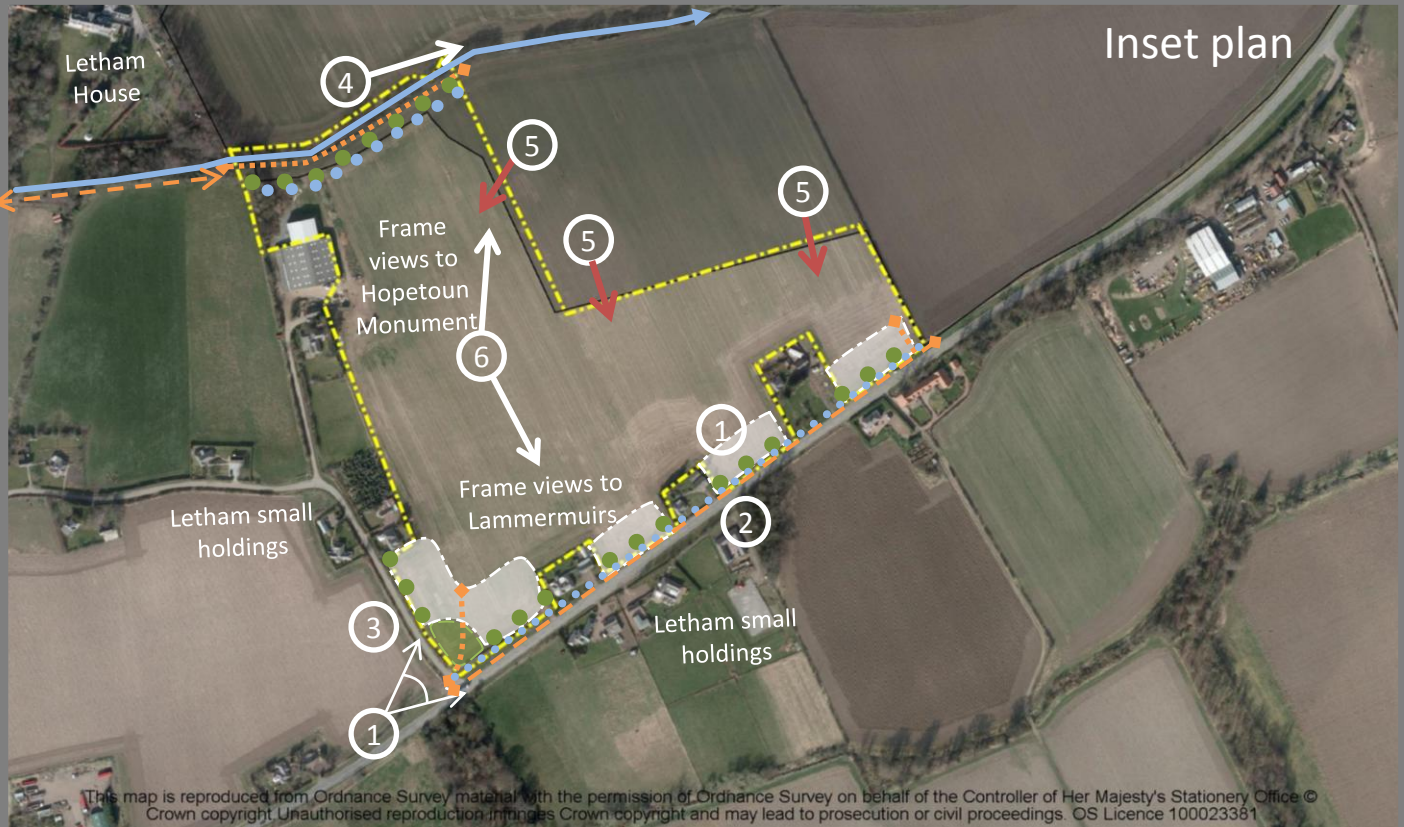 Inset plan
Letham
House
4
5
5
5
Frame
views to
Hopetoun
Monument
6
1
Frame views to
Lammermuirs
2
Letham small
holdings
3
Letham small
holdings
1
This map is reproduced from Ordnance Survey material with the permission of Ordnance Survey on behalf of the Controller of Her Majesty's Stationery Office ©
Crown copyright.Unauthorised reproduction infringes Crown copyright and may lead to prosecution or civil proceedings. OS Licence 100023381